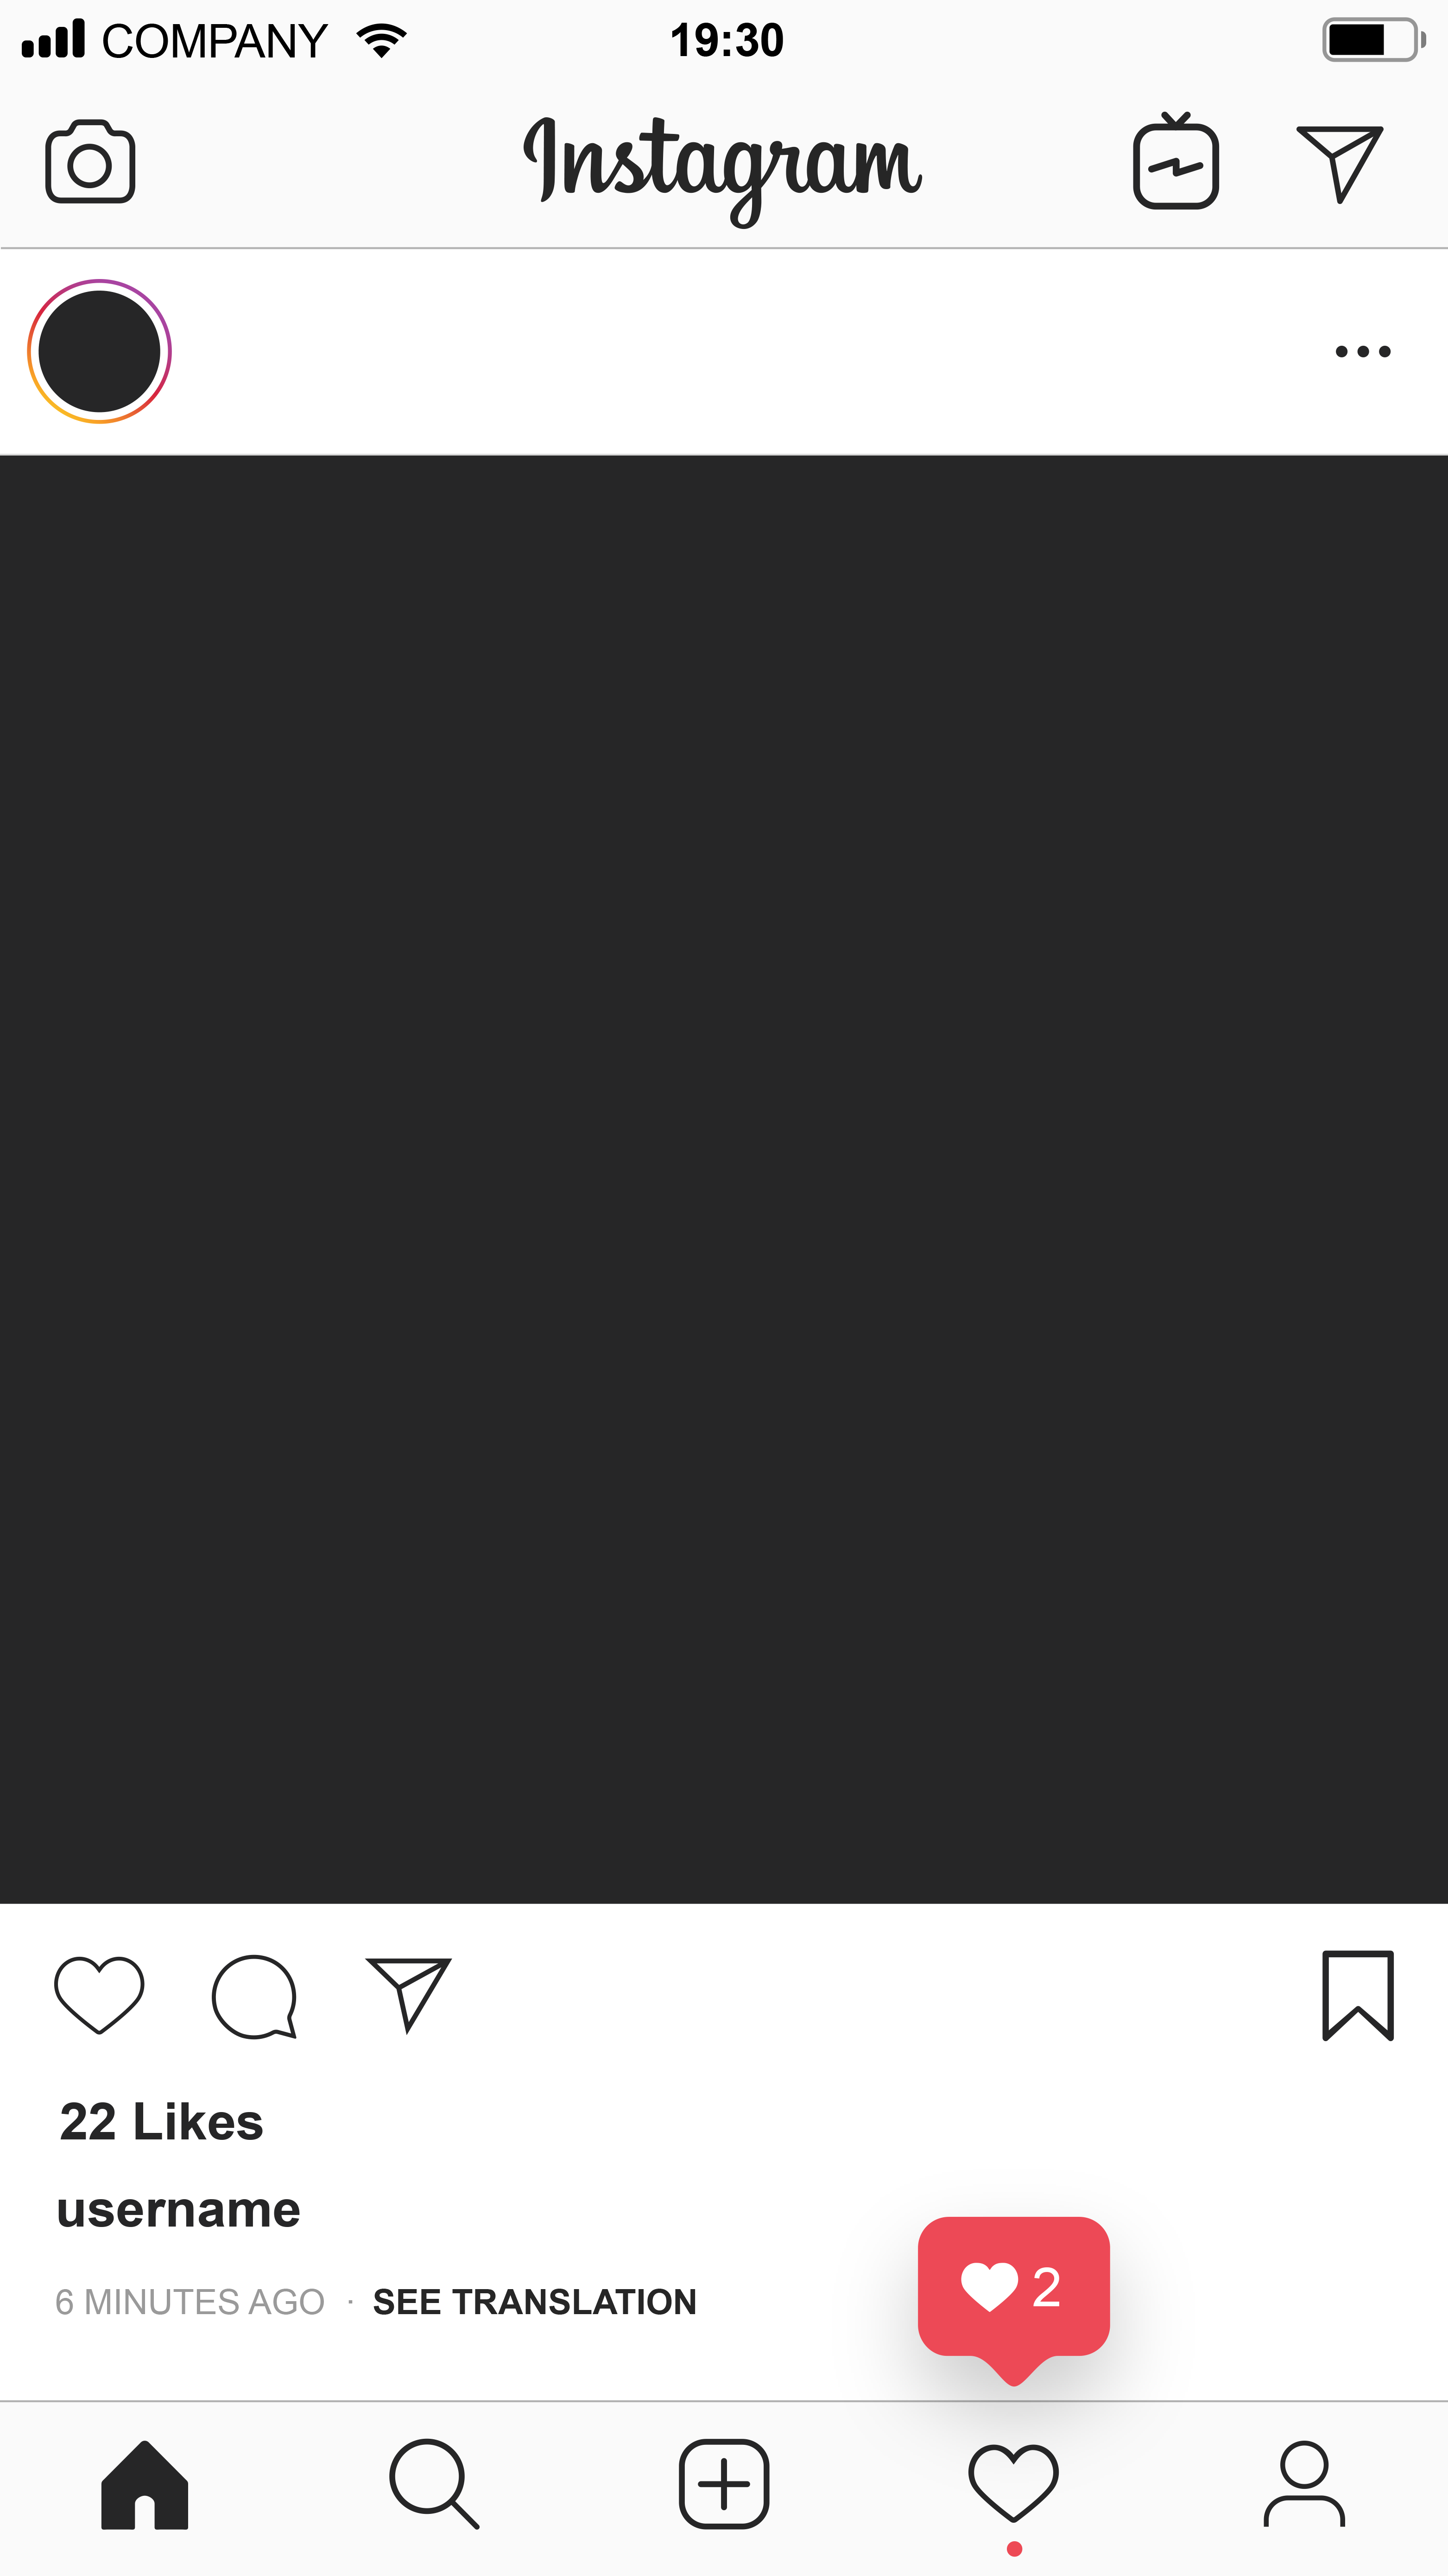 COMPANY 19:30
Instagram
22 Likes
username
6 MINUTES AGO · SEE TRANSLATION
2